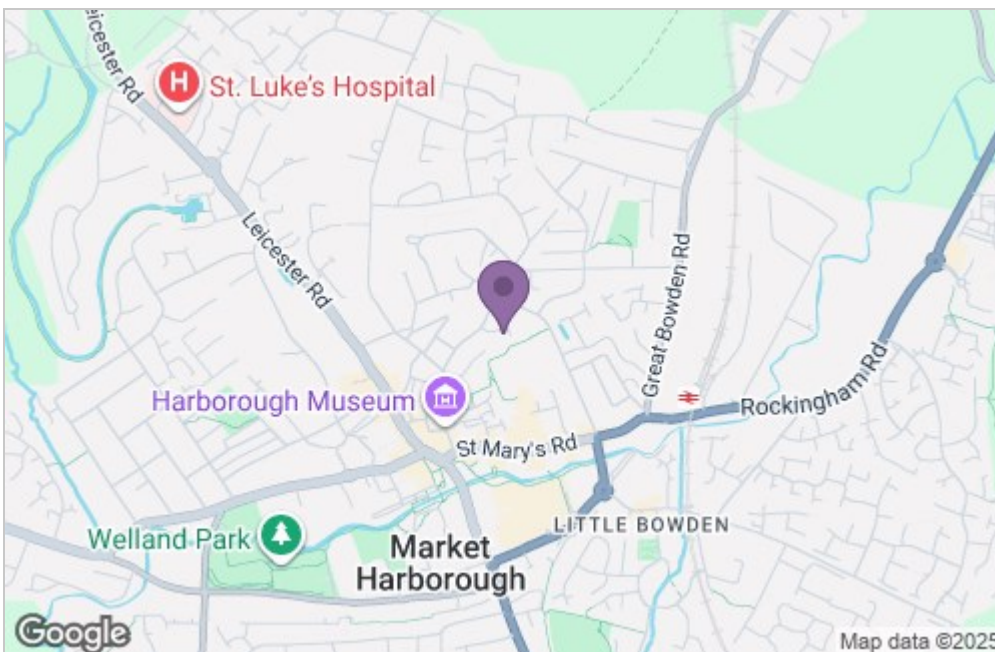 Leicester Rd
H
St. Luke's Hospital
Leicester Rd
Great Bowden Rd
Harborough Museum
Rockingham Rd
St Mary's Rd
LITTLE BOWDEN
Welland Park
Market
Harborough
Google
Map data ©2025